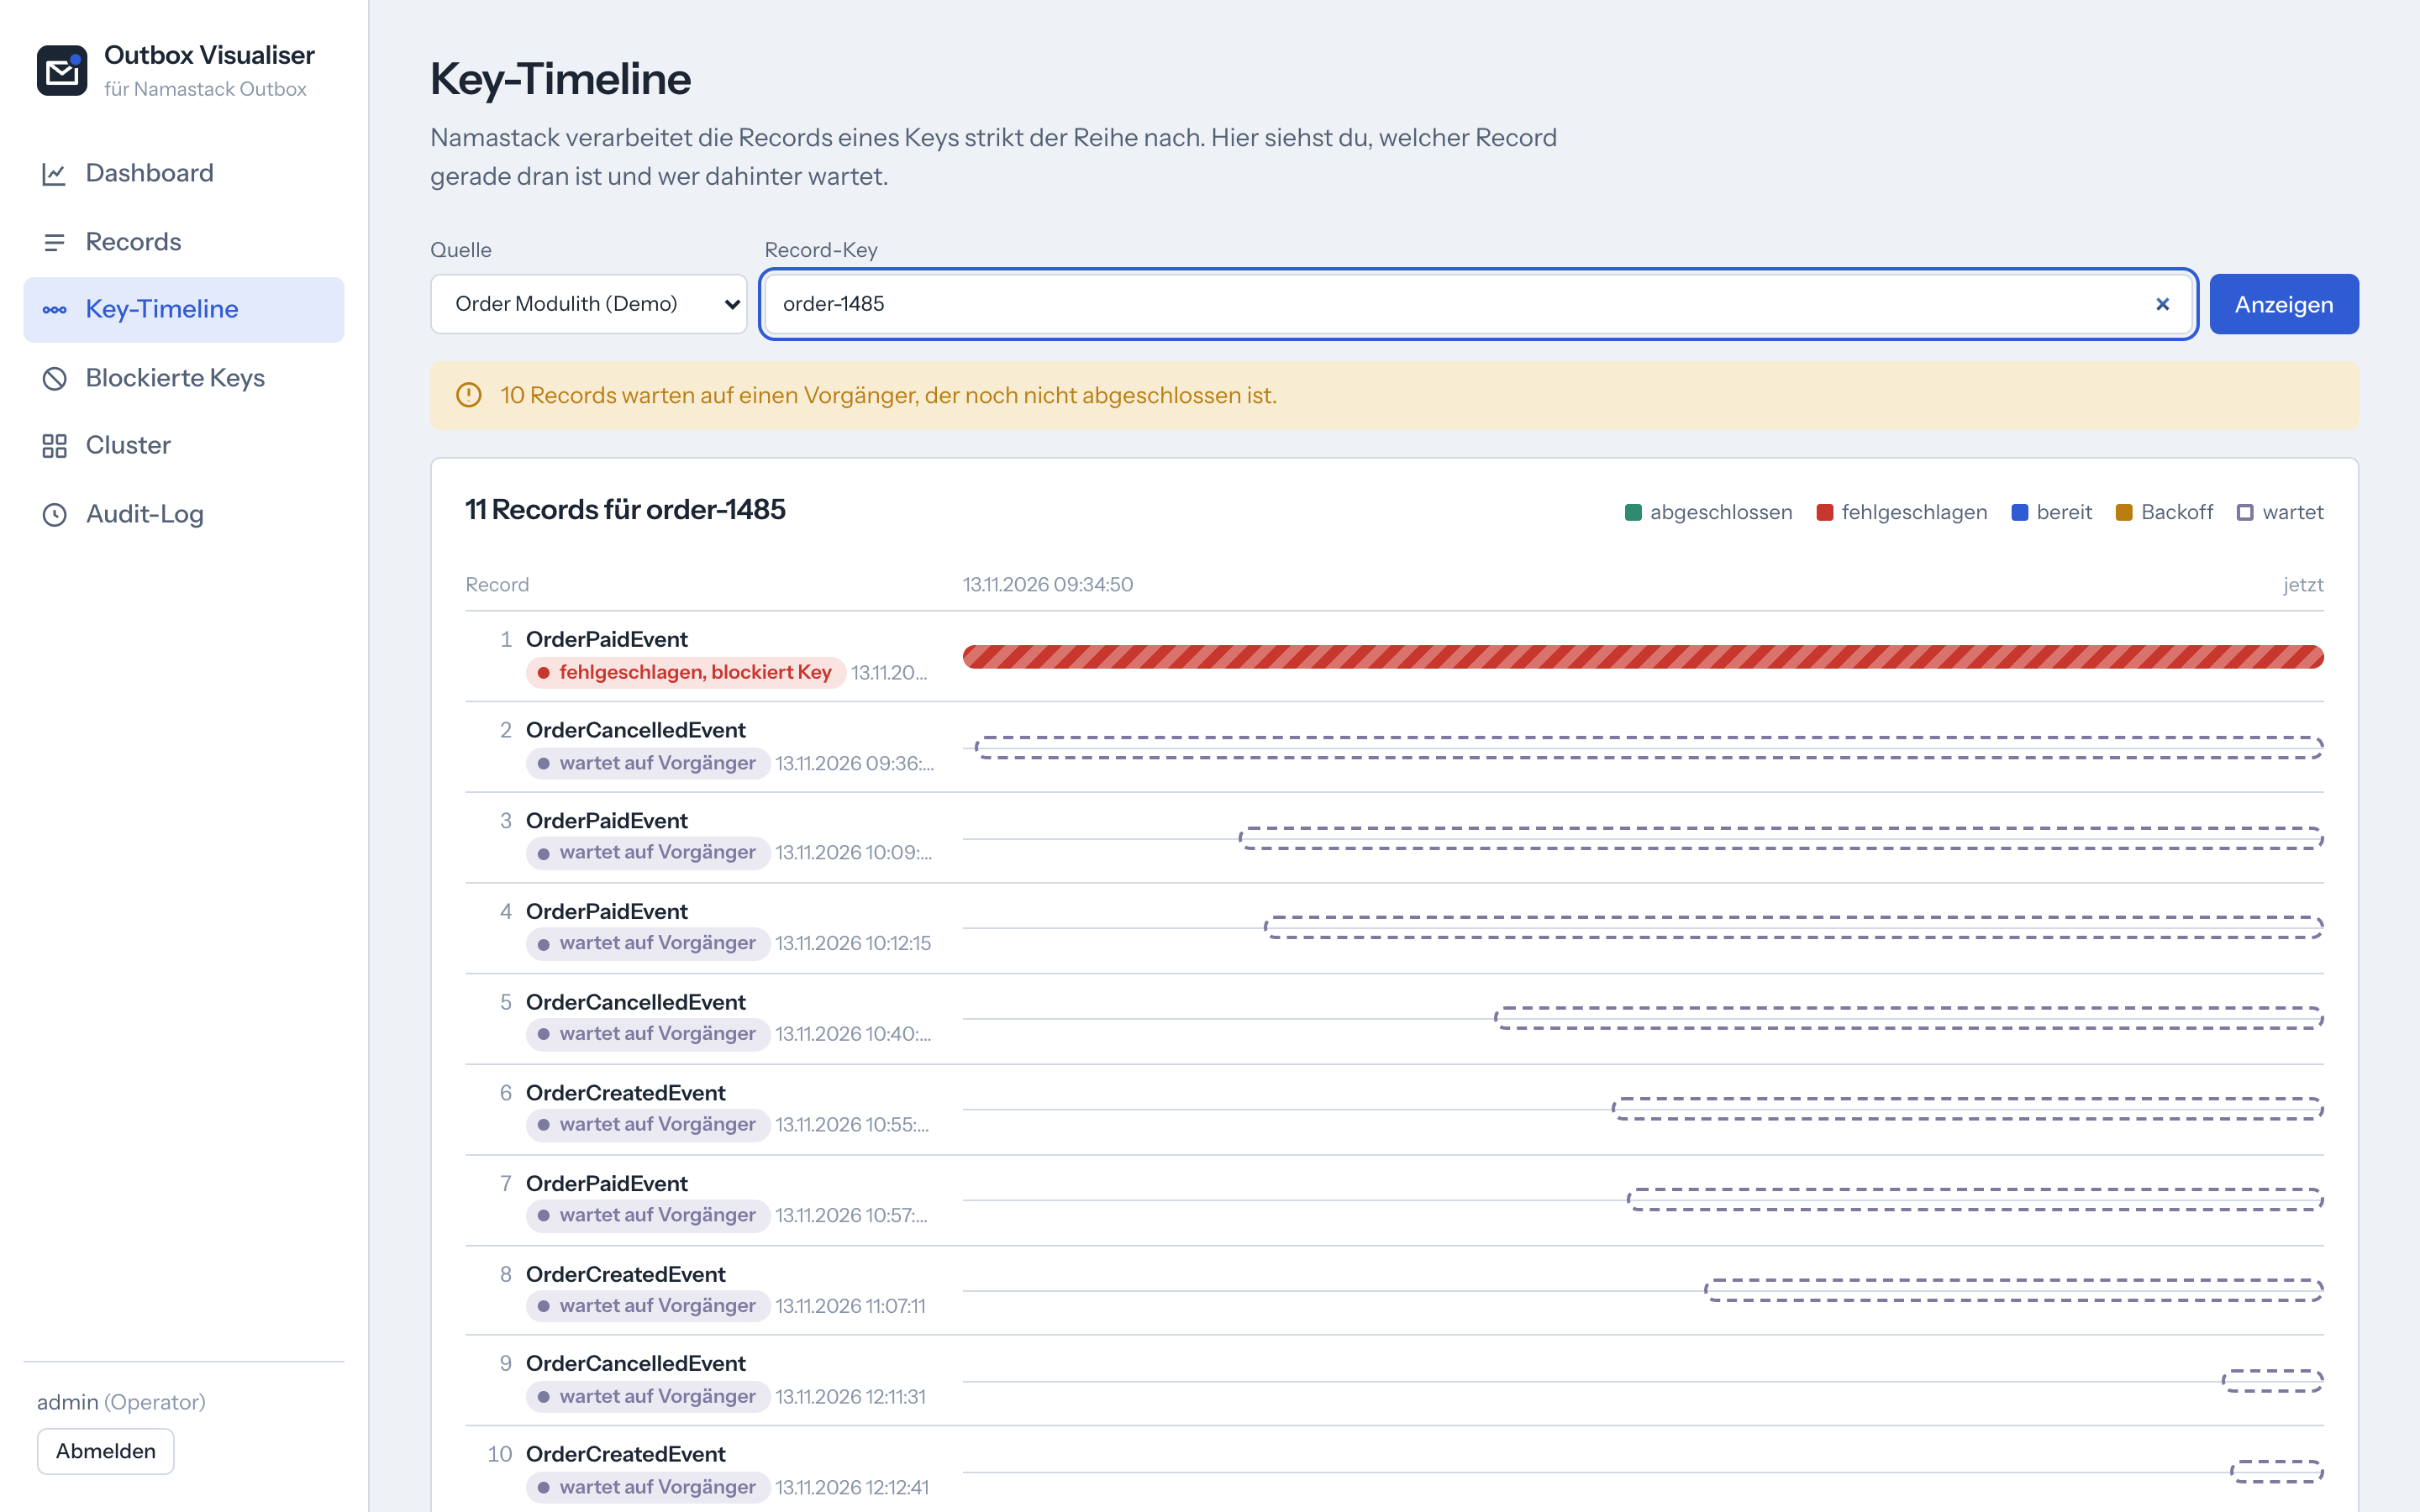 Outbox Visualiser
für Namastack Outbox
Dashboard
Records
Key-Timeline
Blockierte Keys
Cluster
Audit-Log
admin (Operator)
Abmelden
Key-Timeline
Namastack verarbeitet die Records eines Keys strikt der Reihe nach. Hier siehst du, welcher Record
gerade dran ist und wer dahinter wartet.
Quelle
Record-Key
Order Modulith (Demo)
order-1485
Anzeigen
10 Records warten auf einen Vorgänger, der noch nicht abgeschlossen ist.
11 Records für order-1485
abgeschlossen fehlgeschlagen bereit Backoff wartet
Record 13.11.2026 09:34:50 jetzt
1 OrderPaidEvent
fehlgeschlagen, blockiert Key 13.11.20...
2 OrderCancelledEvent
wartet auf Vorgänger 13.11.2026 09:36:...
3 OrderPaidEvent
wartet auf Vorgänger 13.11.2026 10:09:...
4 OrderPaidEvent
wartet auf Vorgänger 13.11.2026 10:12:15
5 OrderCancelledEvent
wartet auf Vorgänger 13.11.2026 10:40:...
6 OrderCreatedEvent
wartet auf Vorgänger 13.11.2026 10:55:...
7 OrderPaidEvent
wartet auf Vorgänger 13.11.2026 10:57:...
8 OrderCreatedEvent
wartet auf Vorgänger 13.11.2026 11:07:11
9 OrderCancelledEvent
wartet auf Vorgänger 13.11.2026 12:11:31
10 OrderCreatedEvent
wartet auf Vorgänger 13.11.2026 12:12:41